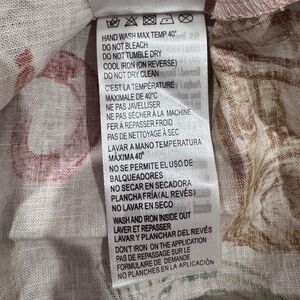 HAND WASH MAX TEMP 40°
DO NOT BLEACH
DO NOT TUMBLE DRY
COOL IRON (ON REVERSE)
DO NOT DRY CLEAN
C'EST LA TEMPÉRATURE
MAXIMALE DE 40°C
NE PAS JAVELLISER
NE PAS SÉCHER À LA MACHINE
FER À REPASSER FROID
PAS DE NETTOYAGE À SEC
LAVAR A MANO TEMPERATURA
MÁXIMA 40°
NO SE PERMITE EL USO DE
BALQUEADORES
NO SECAR EN SECADORA
PLANCHA FRÍA(AL REVÉS)
NO LAVAR EN SECO
WASH AND IRON INSIDE OUT
LAVER ET REPASSER
LAVAR Y PLANCHAR DEL REVÉS
DON'T IRON ON THE APPLICATION
PAS DE REPASSAGE SUR LE
FORMULAIRE DE DEMANDE
NO PLANCHES EN LA APLICACIÓN